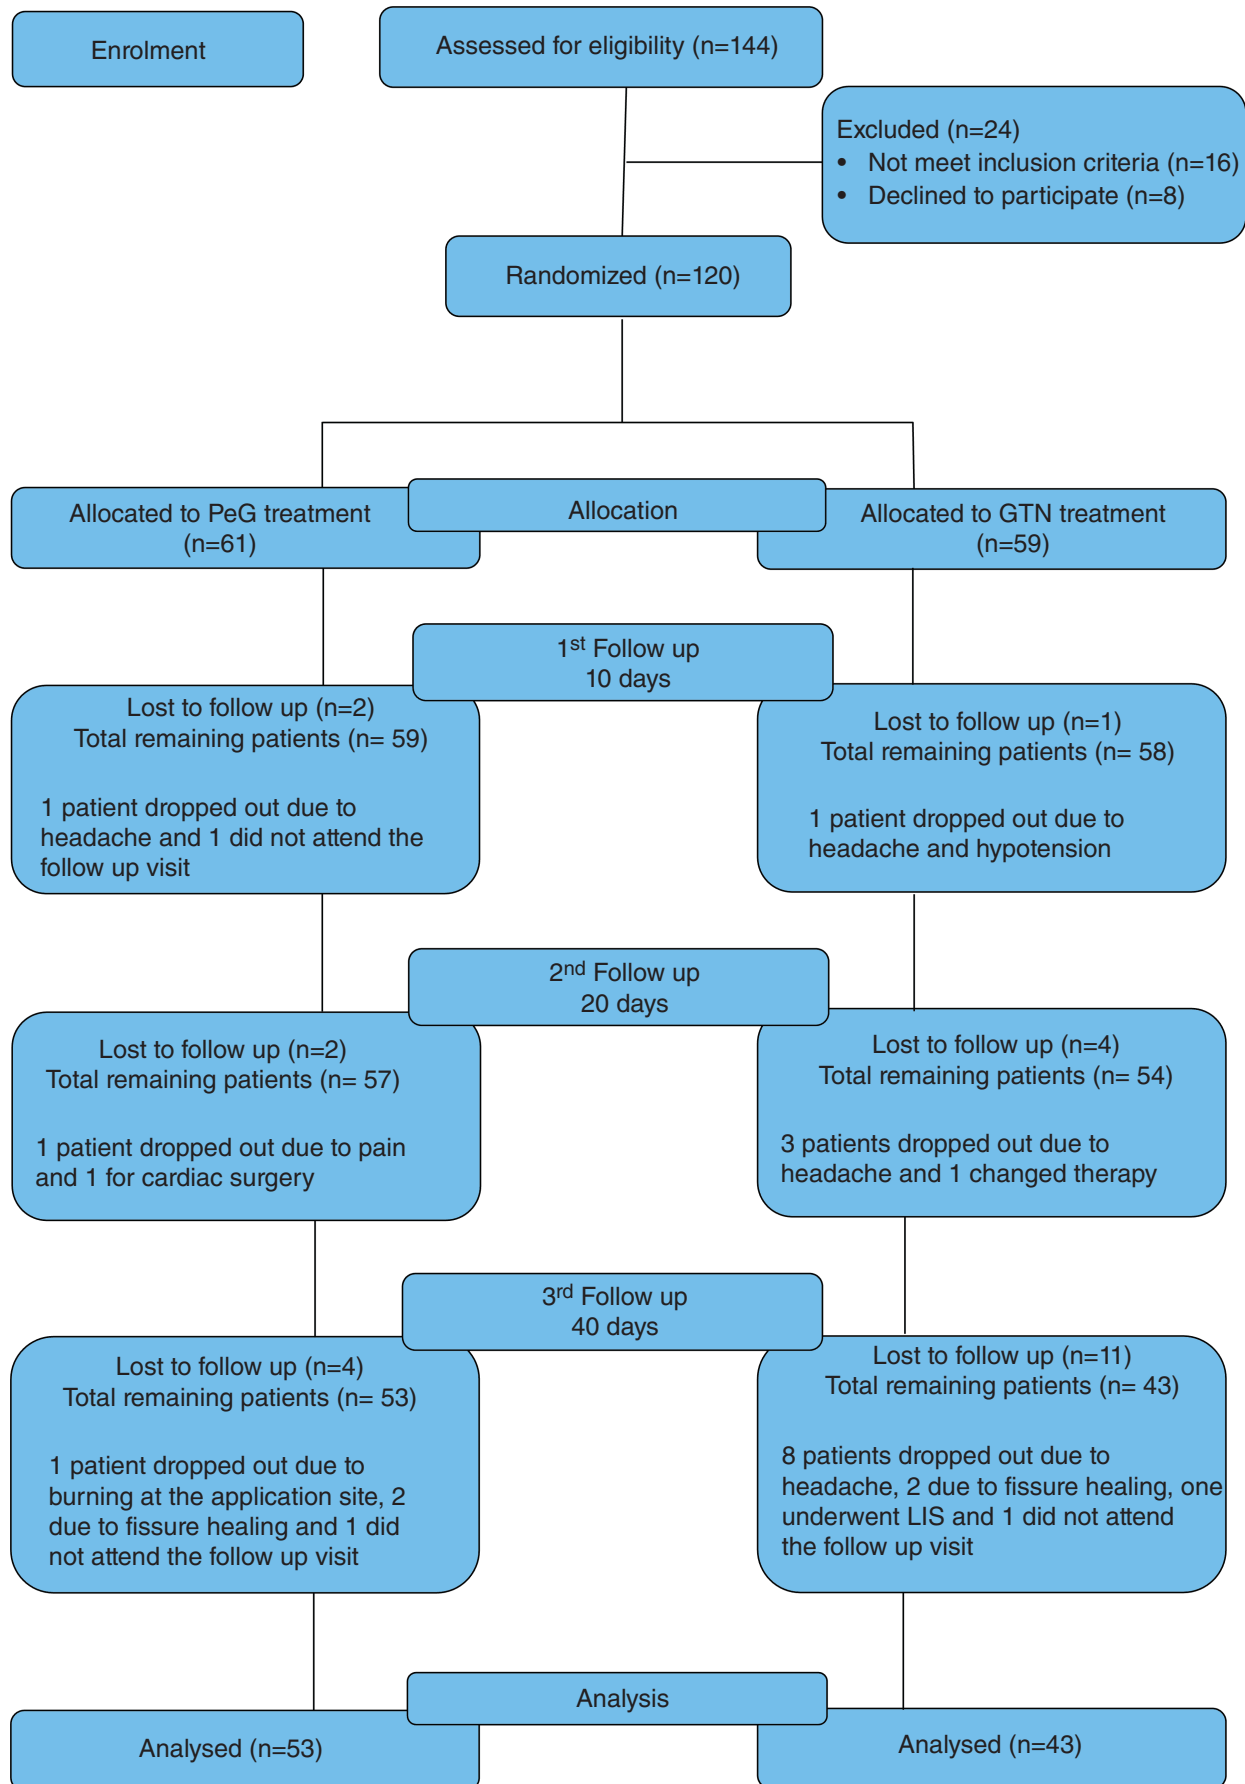 Enrolment
Assessed for eligibility (n=144)
Excluded (n=24)
• Not meet inclusion criteria (n=16)
• Declined to participate (n=8)
Randomized (n=120)
Allocated to PeG treatment
(n=61)
Allocation
Allocated to GTN treatment
(n=59)
1st Follow up
10 days
Lost to follow up (n=2)
Total remaining patients (n= 59)
1 patient dropped out due to
headache and 1 did not attend the
follow up visit
Lost to follow up (n=1)
Total remaining patients (n= 58)
1 patient dropped out due to
headache and hypotension
2nd Follow up
20 days
Lost to follow up (n=2)
Total remaining patients (n= 57)
1 patient dropped out due to pain
and 1 for cardiac surgery
Lost to follow up (n=4)
Total remaining patients (n= 54)
3 patients dropped out due to
headache and 1 changed therapy
3rd Follow up
40 days
Lost to follow up (n=4)
Total remaining patients (n= 53)
1 patient dropped out due to
burning at the application site, 2
due to fissure healing and 1 did
not attend the follow up visit
Lost to follow up (n=11)
Total remaining patients (n= 43)
8 patients dropped out due to
headache, 2 due to fissure healing, one
underwent LIS and 1 did not attend
the follow up visit
Analysis
Analysed (n=53)
Analysed (n=43)